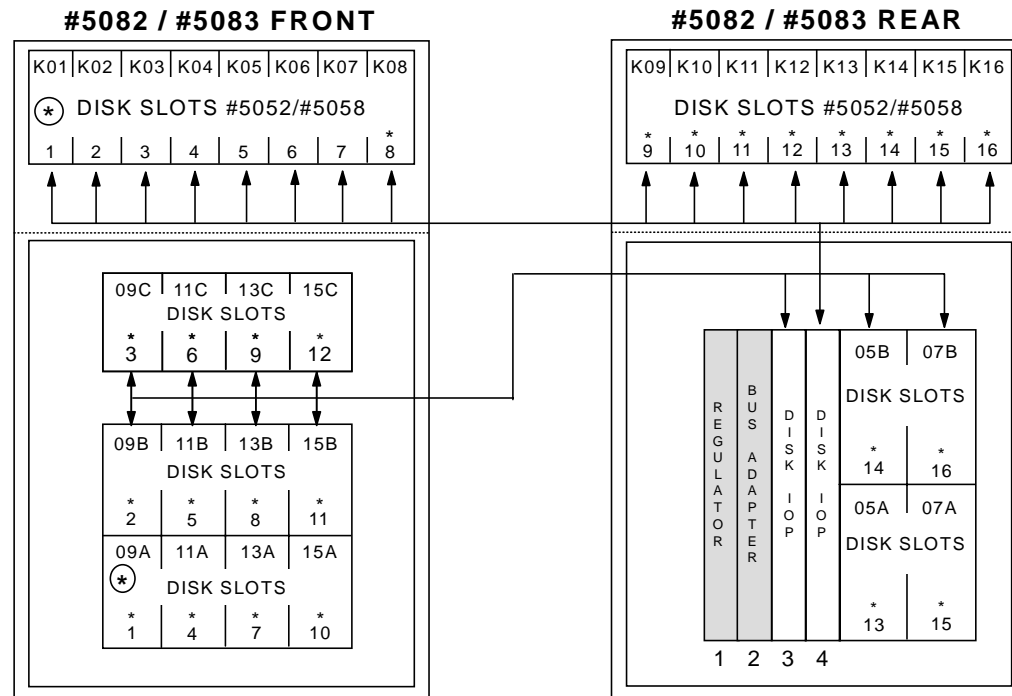 #5082 / #5083 FRONT
K01 K02 K03 K04 K05 K06 K07 K08
* DISK SLOTS #5052/#5058
*
1 2 3 4 5 6 7 8
09C 11C 13C 15C
DISK SLOTS
* * * *
3 6 9 12
09B 11B 13B 15B
DISK SLOTS
* * * *
2 5 8 11
09A 11A 13A 15A
*
DISK SLOTS
* * * *
1 4 7 10
#5082 / #5083 REAR
K09 K10 K11 K12 K13 K14 K15 K16
DISK SLOTS #5052/#5058
* * * * * * * *
9 10 11 12 13 14 15 16
REGULATOR
BUS ADAPTER
DISK IOP
DISK IOP
05B 07B
DISK SLOTS
* *
14 16
05A 07A
DISK SLOTS
* *
13 15
1 2 3 4